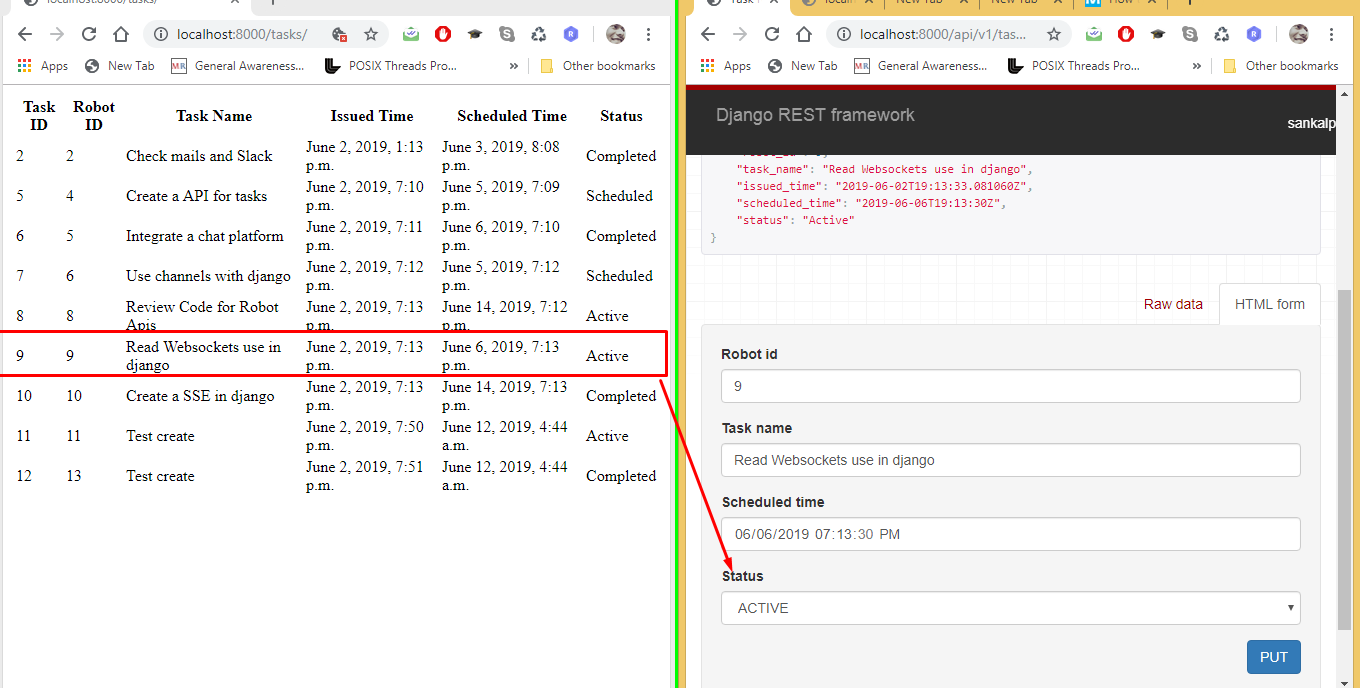 localhost:8000/tasks/
localhost:8000/tasks/
Apps New Tab MR General Awareness... POSIX Threads Pro... » Other bookmarks
Task ID Robot ID Task Name Issued Time Scheduled Time Status
2 2 Check mails and Slack June 2, 2019, 1:13 p.m. June 3, 2019, 8:08 p.m. Completed
5 4 Create a API for tasks June 2, 2019, 7:10 p.m. June 5, 2019, 7:09 p.m. Scheduled
6 5 Integrate a chat platform June 2, 2019, 7:11 p.m. June 6, 2019, 7:10 p.m. Completed
7 6 Use channels with django June 2, 2019, 7:12 p.m. June 5, 2019, 7:12 p.m. Scheduled
8 8 Review Code for Robot Apis June 2, 2019, 7:13 p.m. June 14, 2019, 7:12 p.m. Active
9 9 Read Websockets use in django June 2, 2019, 7:13 p.m. June 6, 2019, 7:13 p.m. Active
10 10 Create a SSE in django June 2, 2019, 7:13 p.m. June 14, 2019, 7:13 p.m. Completed
11 11 Test create June 2, 2019, 7:50 p.m. June 12, 2019, 4:44 a.m. Active
12 13 Test create June 2, 2019, 7:51 p.m. June 12, 2019, 4:44 a.m. Completed
Task New Tab New Tab How
localhost:8000/api/v1/tas...
Apps New Tab MR General Awareness... POSIX Threads Pro... » Other bookmarks
Django REST framework
sankalp
"task_name": "Read Websockets use in django",
"issued_time": "2019-06-02T19:13:33.081060Z",
"scheduled_time": "2019-06-06T19:13:30Z",
"status": "Active"
}
Raw data HTML form
Robot id
9
Task name
Read Websockets use in django
Scheduled time
06/06/2019 07:13:30 PM
Status
ACTIVE
PUT